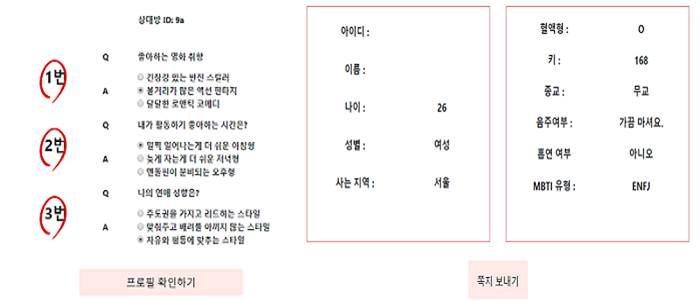 상대방 ID: 9a
1번
Q 좋아하는 영화 취향
A
긴장감 있는 반전 스릴러
볼거리가 많은 액션 판타지
달달한 로맨틱 코메디
2번
Q 내가 활동하기 좋아하는 시간은?
A
일찍 일어나는게 더 쉬운 아침형
늦게 자는게 더 쉬운 저녁형
엔돌핀이 분비되는 오후형
3번
Q 나의 연애 성향은?
A
주도권을 가지고 리드하는 스타일
맞춰주고 배려를 아끼지 않는 스타일
자유와 평등에 맞추는 스타일
프로필 확인하기
아이디 :
이름 :
나이 : 26
성별 : 여성
사는 지역 : 서울
혈액형 : O
키 : 168
종교 : 무교
음주여부 : 가끔 마셔요.
흡연 여부 아니오
MBTI 유형 : ENFJ
쪽지 보내기